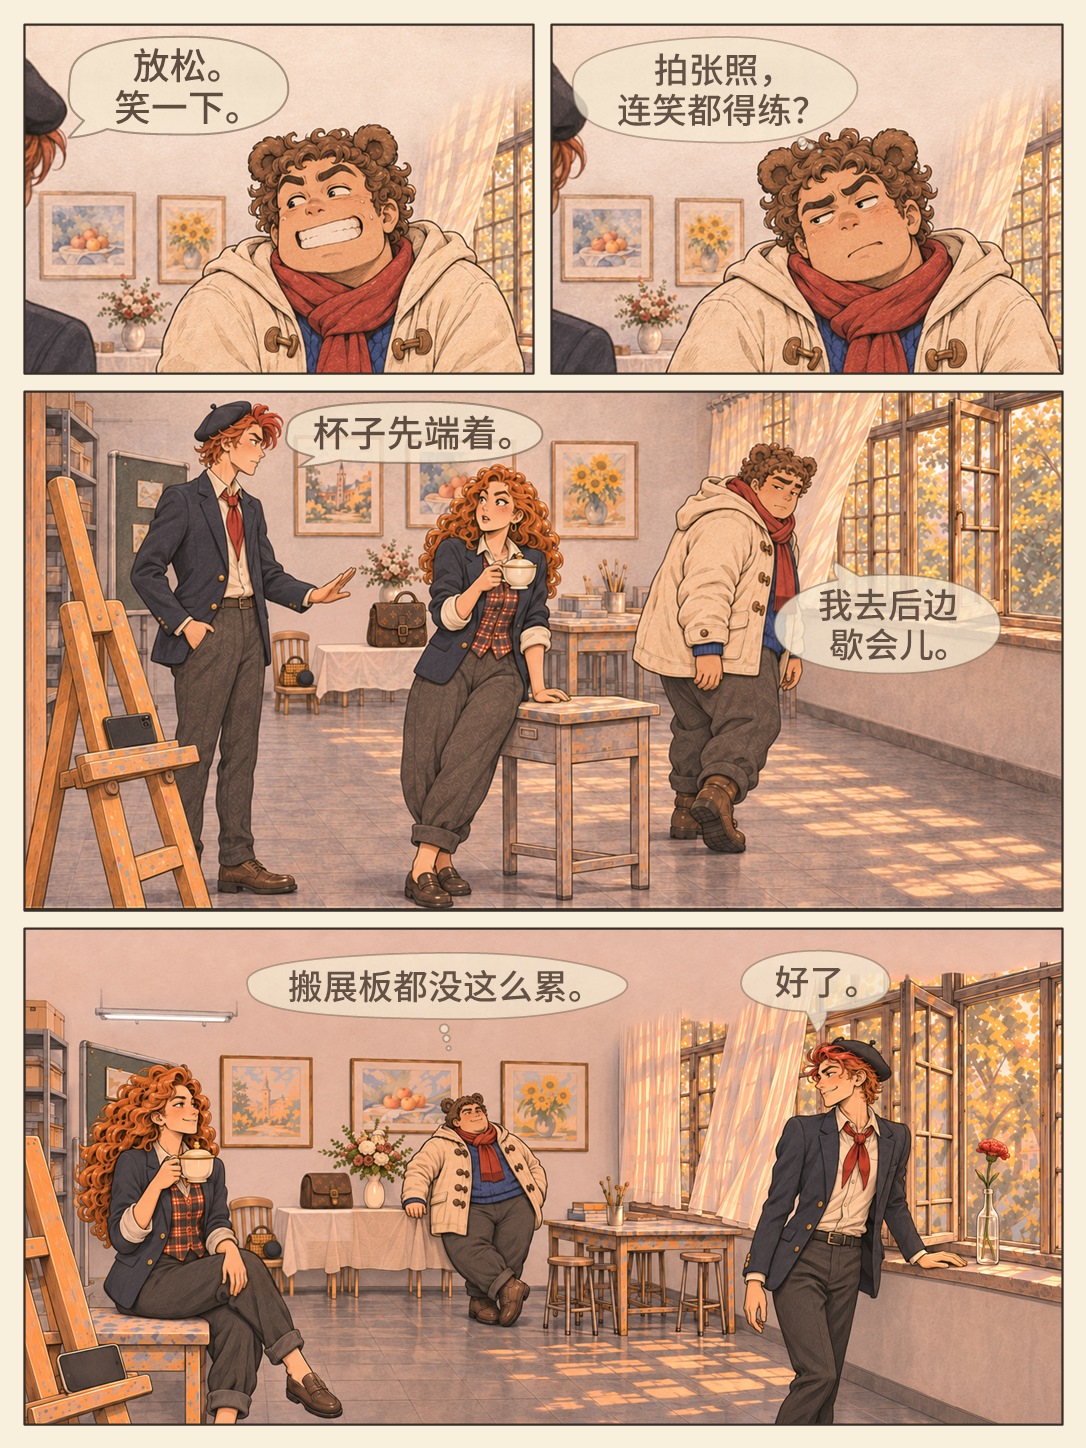 放松。
笑一下。
拍张照，
连笑都得练？
杯子先端着。
我去后边
歇会儿。
搬展板都没这么累。
好了。